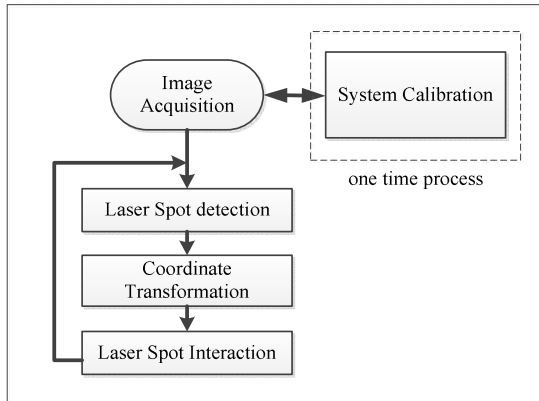 Image
Acquisition
System Calibration
one time process
Laser Spot detection
Coordinate
Transformation
Laser Spot Interaction